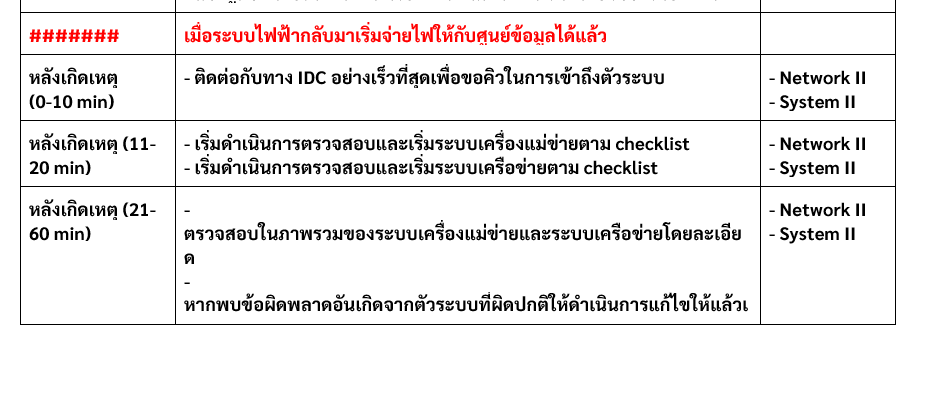 ####### เมื่อระบบไฟฟ้ากลับมาเริ่มจ่ายไฟให้กับศูนย์ข้อมูลได้แล้ว
หลังเกิดเหตุ
(0-10 min)
- ติดต่อกับทาง IDC อย่างเร็วที่สุดเพื่อขอคิวในการเข้าถึงตัวระบบ
- Network II
- System II
หลังเกิดเหตุ (11-
20 min)
- เริ่มดำเนินการตรวจสอบและเริ่มระบบเครื่องแม่ข่ายตาม checklist
- เริ่มดำเนินการตรวจสอบและเริ่มระบบเครือข่ายตาม checklist
- Network II
- System II
หลังเกิดเหตุ (21-
60 min)
-
ตรวจสอบในภาพรวมของระบบเครื่องแม่ข่ายและระบบเครือข่ายโดยละเอีย
ด
-
หากพบข้อผิดพลาดอันเกิดจากตัวระบบที่ผิดปกติให้ดำเนินการแก้ไขให้แล้วเ
- Network II
- System II